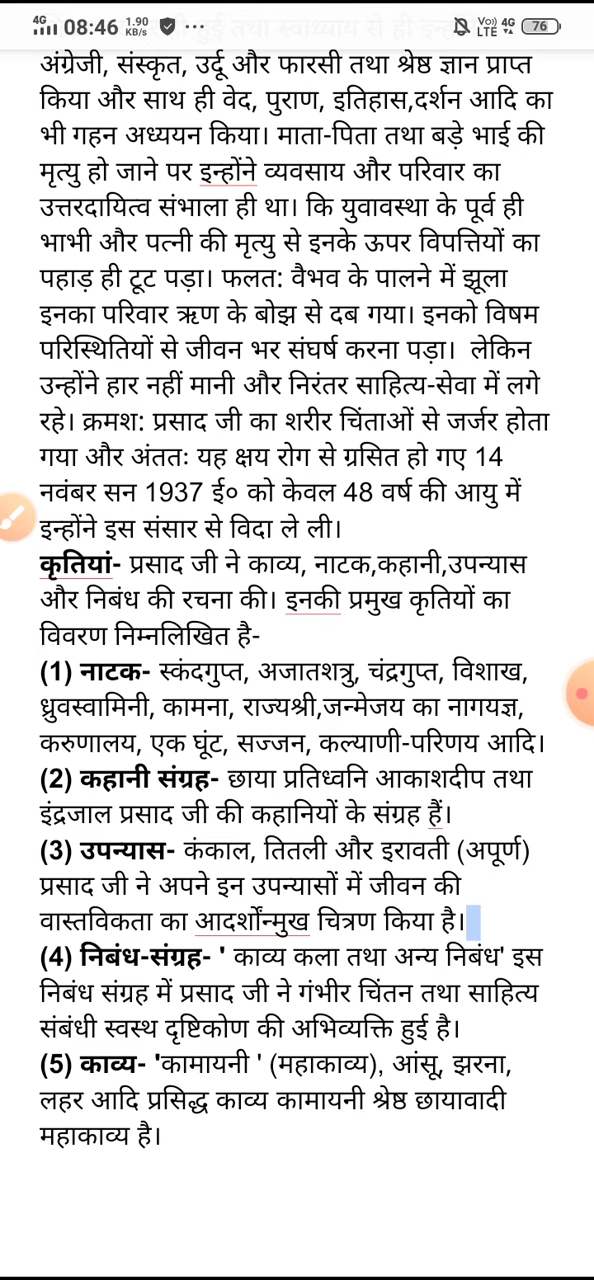 4G 08:46 1.90 KB/s ... Vo) LTE 4G 76
अंग्रेजी, संस्कृत, उर्दू और फारसी तथा श्रेष्ठ ज्ञान प्राप्त
किया और साथ ही वेद, पुराण, इतिहास,दर्शन आदि का
भी गहन अध्ययन किया। माता-पिता तथा बड़े भाई की
मृत्यु हो जाने पर इन्होंने व्यवसाय और परिवार का
उत्तरदायित्व संभाला ही था। कि युवावस्था के पूर्व ही
भाभी और पत्नी की मृत्यु से इनके ऊपर विपत्तियों का
पहाड़ ही टूट पड़ा। फलत: वैभव के पालने में झूला
इनका परिवार ऋण के बोझ से दब गया। इनको विषम
परिस्थितियों से जीवन भर संघर्ष करना पड़ा। लेकिन
उन्होंने हार नहीं मानी और निरंतर साहित्य-सेवा में लगे
रहे। क्रमश: प्रसाद जी का शरीर चिंताओं से जर्जर होता
गया और अंततः यह क्षय रोग से ग्रसित हो गए 14
नवंबर सन 1937 ई० को केवल 48 वर्ष की आयु में
इन्होंने इस संसार से विदा ले ली।
कृतियां- प्रसाद जी ने काव्य, नाटक,कहानी,उपन्यास
और निबंध की रचना की। इनकी प्रमुख कृतियों का
विवरण निम्नलिखित है-
(1) नाटक- स्कंदगुप्त, अजातशत्रु, चंद्रगुप्त, विशाख,
ध्रुवस्वामिनी, कामना, राज्यश्री,जन्मेजय का नागयज्ञ,
करुणालय, एक घूंट, सज्जन, कल्याणी-परिणय आदि।
(2) कहानी संग्रह- छाया प्रतिध्वनि आकाशदीप तथा
इंद्रजाल प्रसाद जी की कहानियों के संग्रह हैं।
(3) उपन्यास- कंकाल, तितली और इरावती (अपूर्ण)
प्रसाद जी ने अपने इन उपन्यासों में जीवन की
वास्तविकता का आदर्शोंन्मुख चित्रण किया है।
(4) निबंध-संग्रह- ' काव्य कला तथा अन्य निबंध' इस
निबंध संग्रह में प्रसाद जी ने गंभीर चिंतन तथा साहित्य
संबंधी स्वस्थ दृष्टिकोण की अभिव्यक्ति हुई है।
(5) काव्य- 'कामायनी ' (महाकाव्य), आंसू, झरना,
लहर आदि प्रसिद्ध काव्य कामायनी श्रेष्ठ छायावादी
महाकाव्य है।